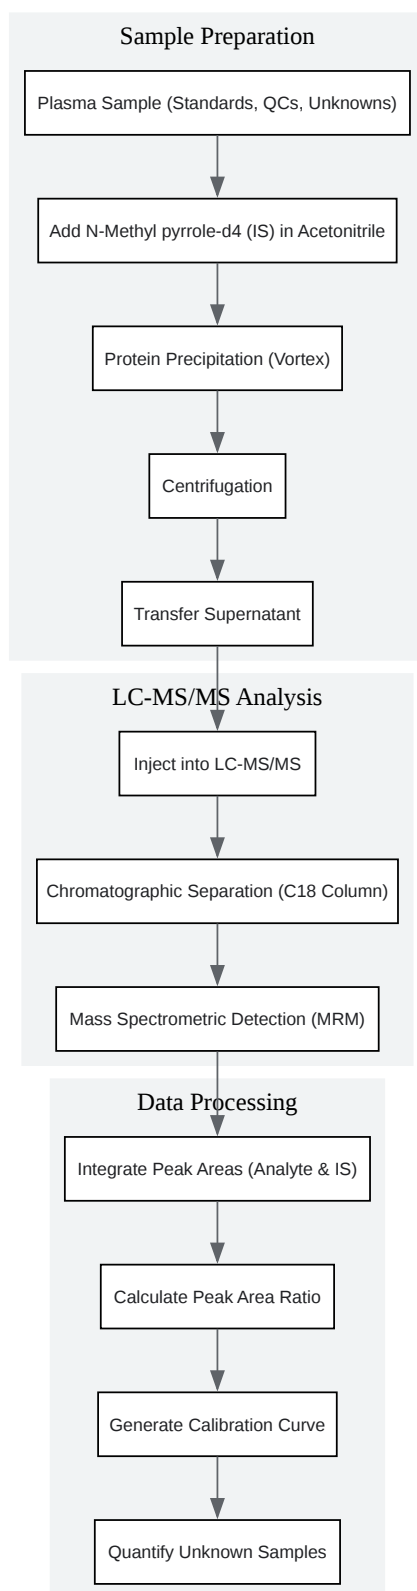 Sample Preparation
Plasma Sample (Standards, QCs, Unknowns)
Add N-Methyl pyrrole-d4 (IS) in Acetonitrile
Protein Precipitation (Vortex)
Centrifugation
Transfer Supernatant
LC-MS/MS Analysis
Inject into LC-MS/MS
Chromatographic Separation (C18 Column)
Mass Spectrometric Detection (MRM)
Data Processing
Integrate Peak Areas (Analyte & IS)
Calculate Peak Area Ratio
Generate Calibration Curve
Quantify Unknown Samples